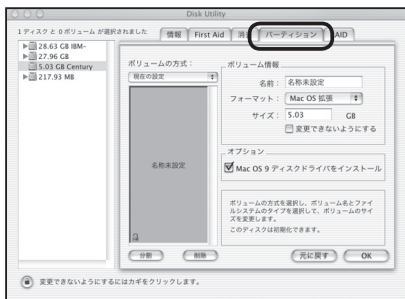 Disk Utility
1 ディスク と 0 ボリューム が選択されました
28.63 GB IBM-
27.96 GB
5.03 GB Century
217.93 MB
情報
First Aid
消去
パーティション
AID
ボリュームの方式：
現在の設定
名称未設定
分割
削除
ボリューム情報
名前： 名称未設定
フォーマット： Mac OS 拡張
サイズ： 5.03 GB
変更できないようにする
オプション
Mac OS 9 ディスクドライバをインストール
ボリュームの方式を選択し、ボリューム名とファイ
ルシステムのタイプを選択して、ボリュームのサイ
ズを変更します。
このディスクは初期化できます。
元に戻す
OK
変更できないようにするにはカギをクリックします。